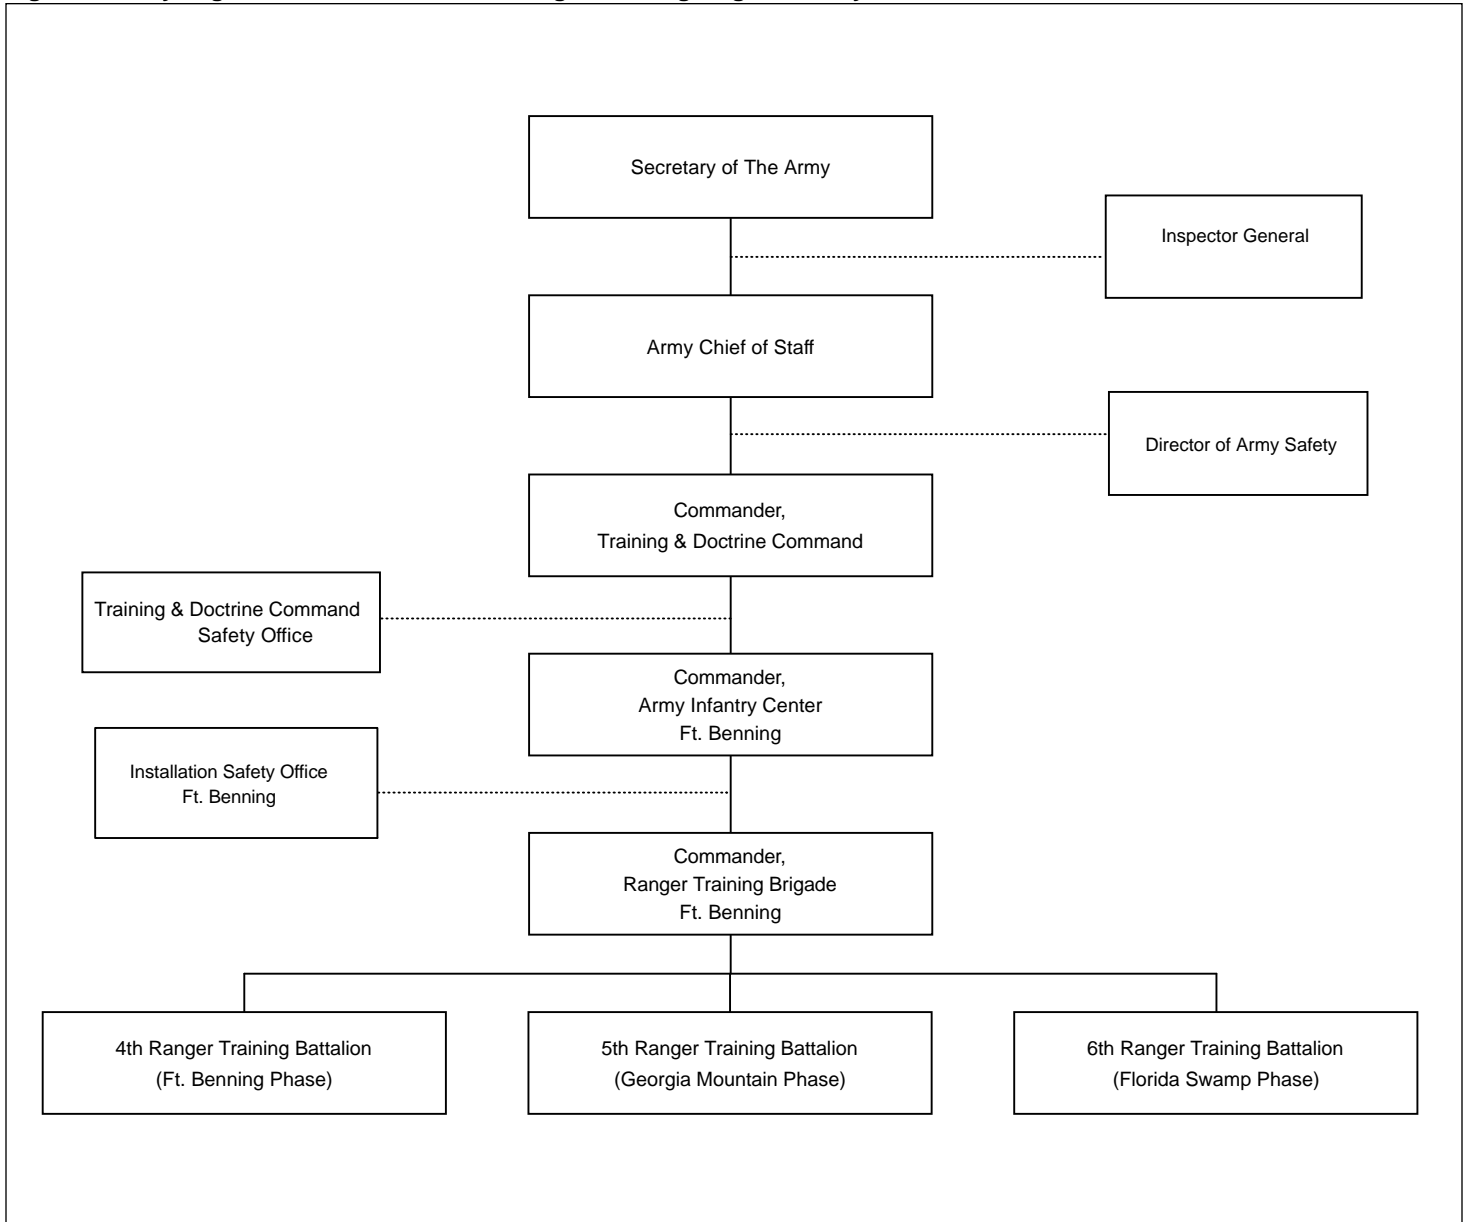 Secretary of The Army
Inspector General
Army Chief of Staff
Director of Army Safety
Commander,
Training & Doctrine Command
Training & Doctrine Command
Safety Office
Commander,
Army Infantry Center
Ft. Benning
Installation Safety Office
Ft. Benning
Commander,
Ranger Training Brigade
Ft. Benning
4th Ranger Training Battalion
(Ft. Benning Phase)
5th Ranger Training Battalion
(Georgia Mountain Phase)
6th Ranger Training Battalion
(Florida Swamp Phase)